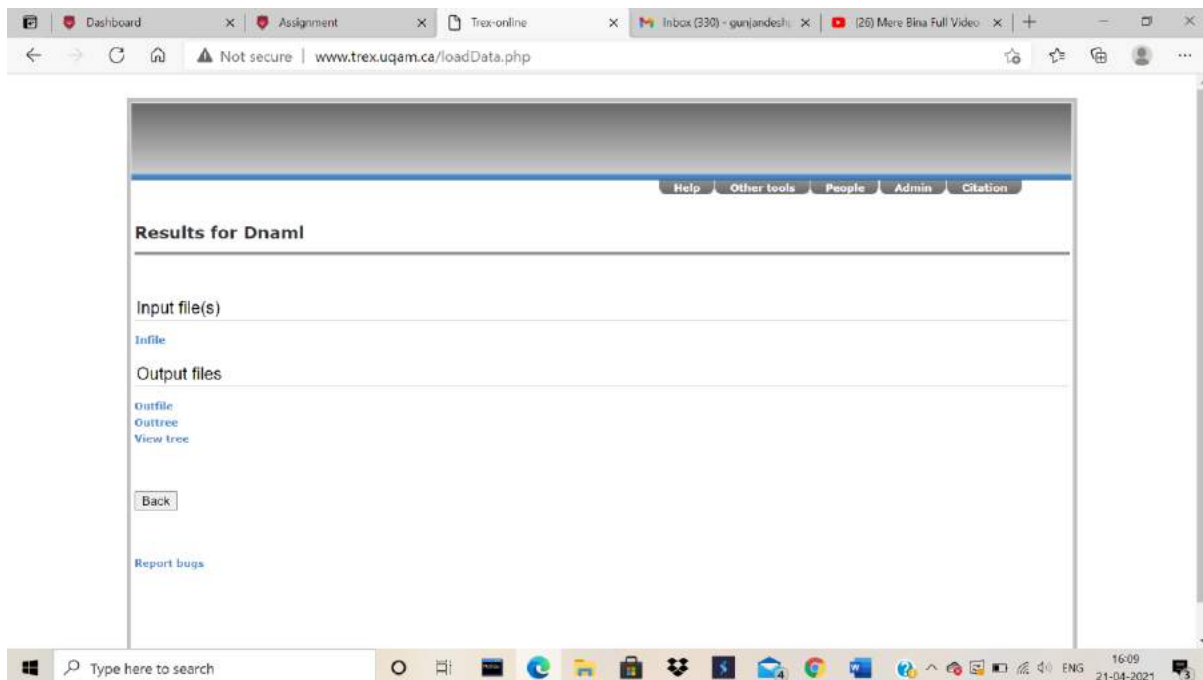 Dashboard
Assignment
Trex-online
Inbox (330) - gunjandesh
(26) Mere Bina Full Video
Not secure | www.trex.uqam.ca/loadData.php
Help Other tools People Admin Citation
Results for Dnaml
Input file(s)
Infile
Output files
Outfile
Outtree
View tree
Back
Report bugs
Type here to search
4
ENG
16:09
21-04-2021
3